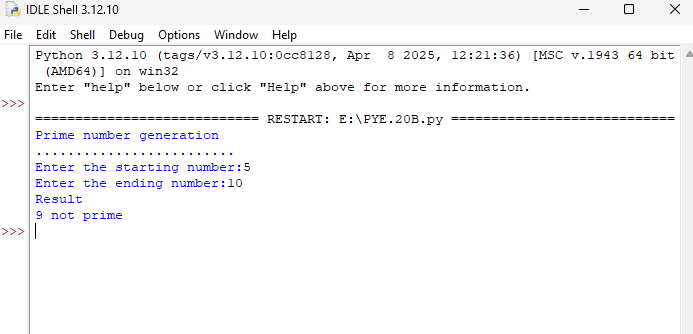 IDLE Shell 3.12.10
File Edit Shell Debug Options Window Help
Python 3.12.10 (tags/v3.12.10:0cc8128, Apr  8 2025, 12:21:36) [MSC v.1943 64 bit
 (AMD64)] on win32
Enter "help" below or click "Help" above for more information.
>>>
============================ RESTART: E:\PYE.20B.py ============================
Prime number generation
.........................
Enter the starting number:5
Enter the ending number:10
Result
9 not prime
>>>